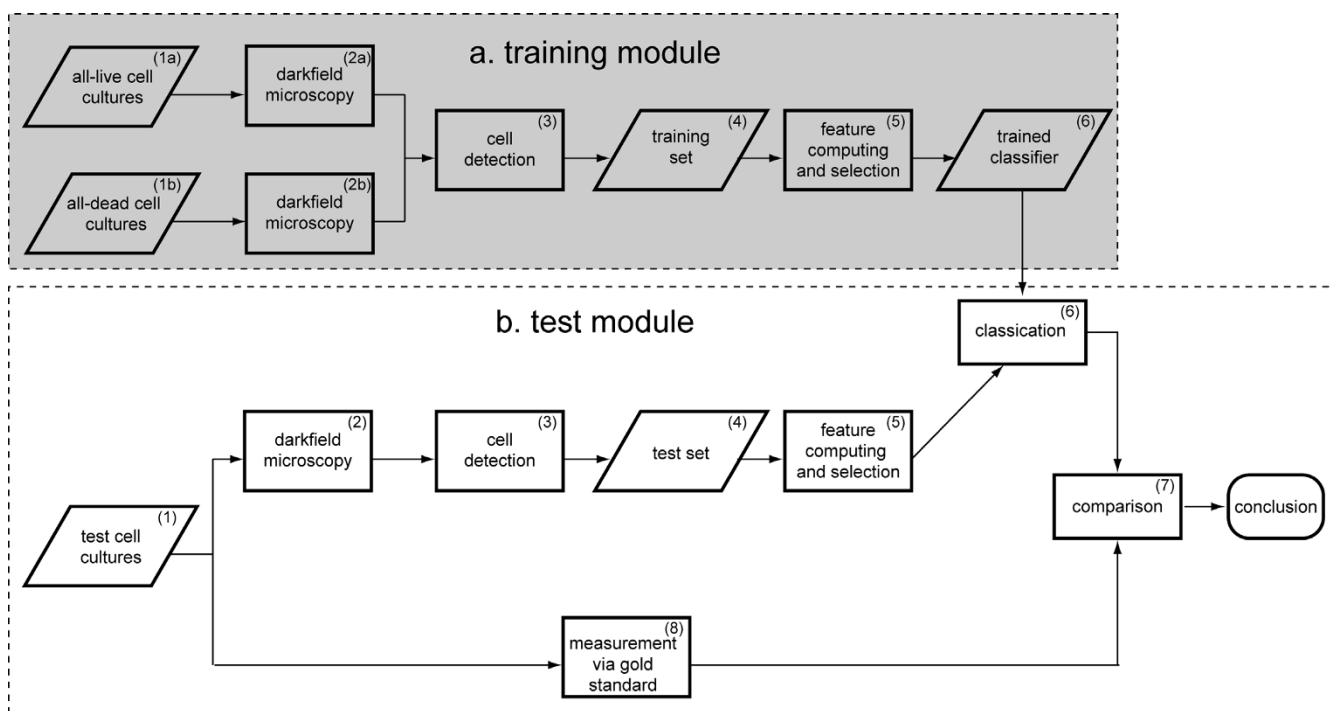 a. training module
(1a)
all-live cell
cultures
(2a)
darkfield
microscopy
(1b)
all-dead cell
cultures
(2b)
darkfield
microscopy
(3)
cell
detection
(4)
training
set
(5)
feature
computing
and selection
(6)
trained
classifier
b. test module
(6)
classication
(1)
test cell
cultures
(2)
darkfield
microscopy
(3)
cell
detection
(4)
test set
(5)
feature
computing
and selection
(7)
comparison
conclusion
(8)
measurement
via gold
standard